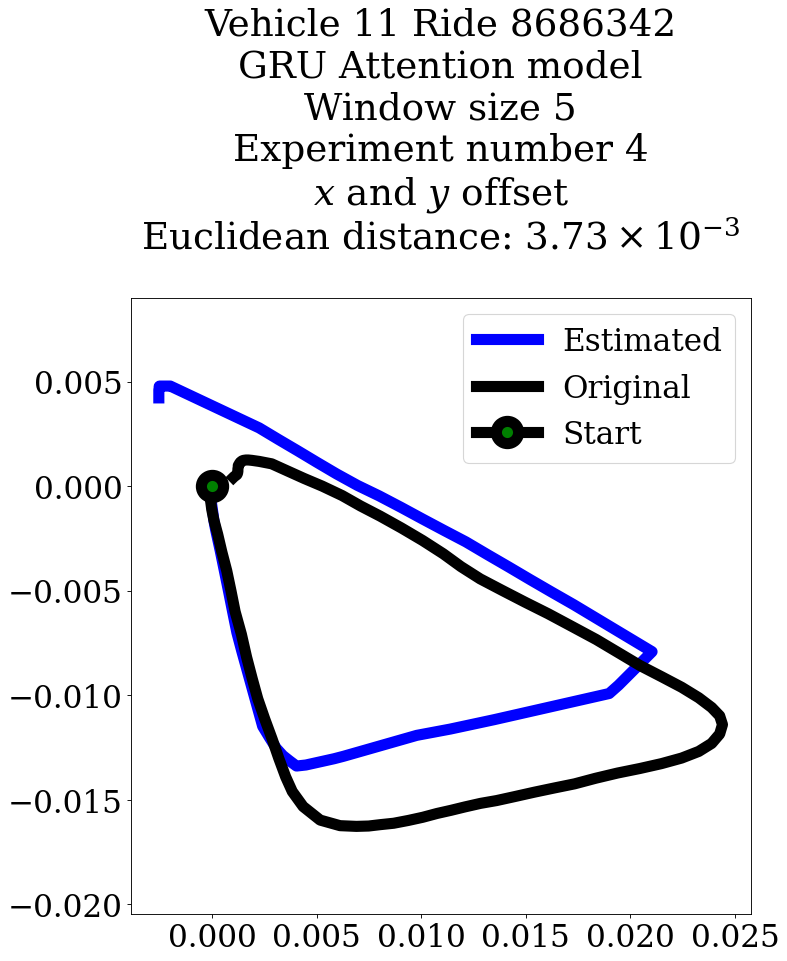 Vehicle 11 Ride 8686342
GRU Attention model
Window size 5
Experiment number 4
x and y offset
Euclidean distance: 3.73 × 10⁻³
Estimated
Original
Start
0.005
0.000
−0.005
−0.010
−0.015
−0.020
0.000 0.005 0.010 0.015 0.020 0.025